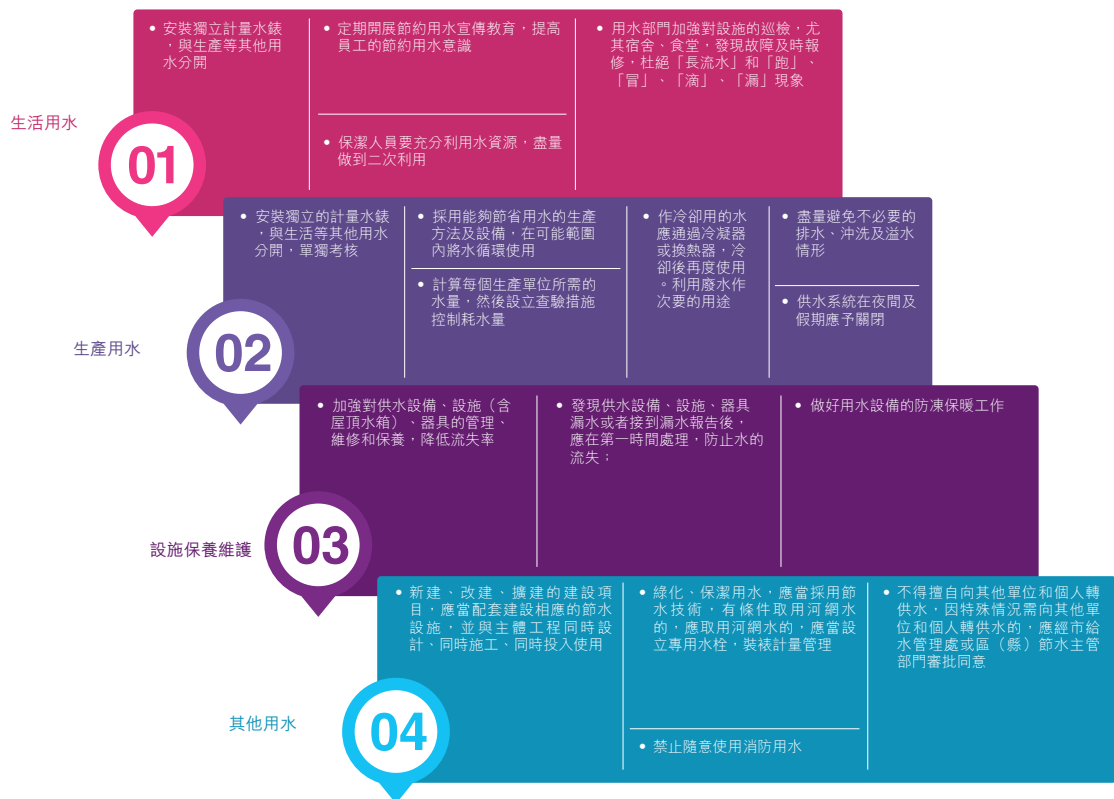 生活用水
01
• 安裝獨立計量水錶
，與生產等其他用
水分開
• 定期開展節約用水宣傳教育，提高
員工的節約用水意識
• 保潔人員要充分利用水資源，盡量
做到二次利用
• 用水部門加強對設施的巡檢，尤
其宿舍、食堂，發現故障及時報
修，杜絕「長流水」和「跑」、
「冒」、「滴」、「漏」現象
生產用水
02
• 安裝獨立的計量水錶
，與生活等其他用水
分開，單獨考核
• 採用能夠節省用水的生產
方法及設備，在可能範圍
內將水循環使用
• 計算每個生產單位所需的
水量，然後設立查驗措施
控制耗水量
• 作冷卻用的水
應通過冷凝器
或換熱器，冷
卻後再度使用
。利用廢水作
次要的用途
• 盡量避免不必要的
排水、沖洗及溢水
情形
• 供水系統在夜間及
假期應予關閉
設施保養維護
03
• 加強對供水設備、設施（含
屋頂水箱）、器具的管理、
維修和保養，降低流失率
• 發現供水設備、設施、器具
漏水或者接到漏水報告後，
應在第一時間處理，防止水的
流失；
• 做好用水設備的防凍保暖工作
其他用水
04
• 新建、改建、擴建的建設項
目，應當配套建設相應的節水
設施，並與主體工程同時設
計、同時施工、同時投入使用
• 綠化、保潔用水，應當採用節
水技術，有條件取用河網水
的，應取用河網水的，應當設
立專用水栓，裝裱計量管理
• 禁止隨意使用消防用水
• 不得擅自向其他單位和個人轉
供水，因特殊情況需向其他單
位和個人轉供水的，應經市給
水管理處或區（縣）節水主管
部門審批同意